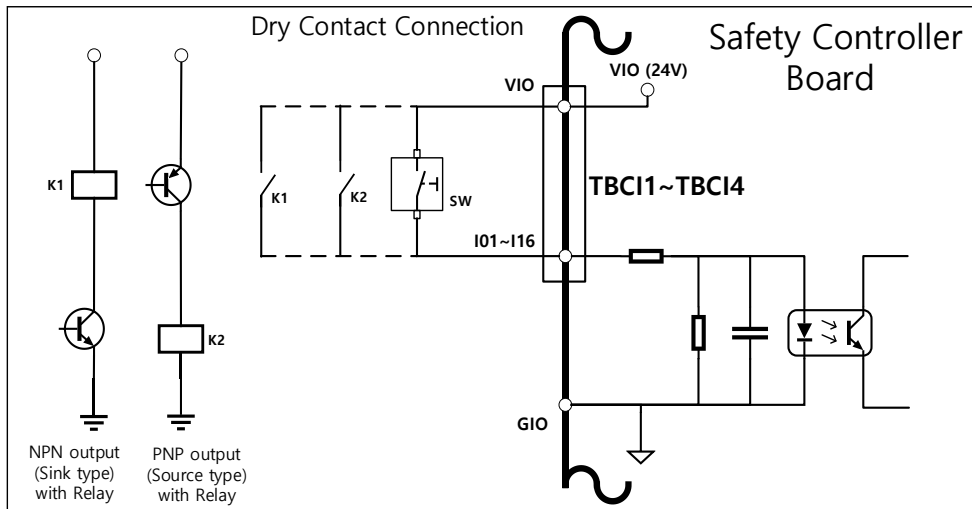 Dry Contact Connection
Safety Controller
Board
VIO
VIO (24V)
K1
K1
K2
SW
TBCI1~TBCI4
I01~I16
K2
GIO
NPN output
(Sink type)
with Relay
PNP output
(Source type)
with Relay